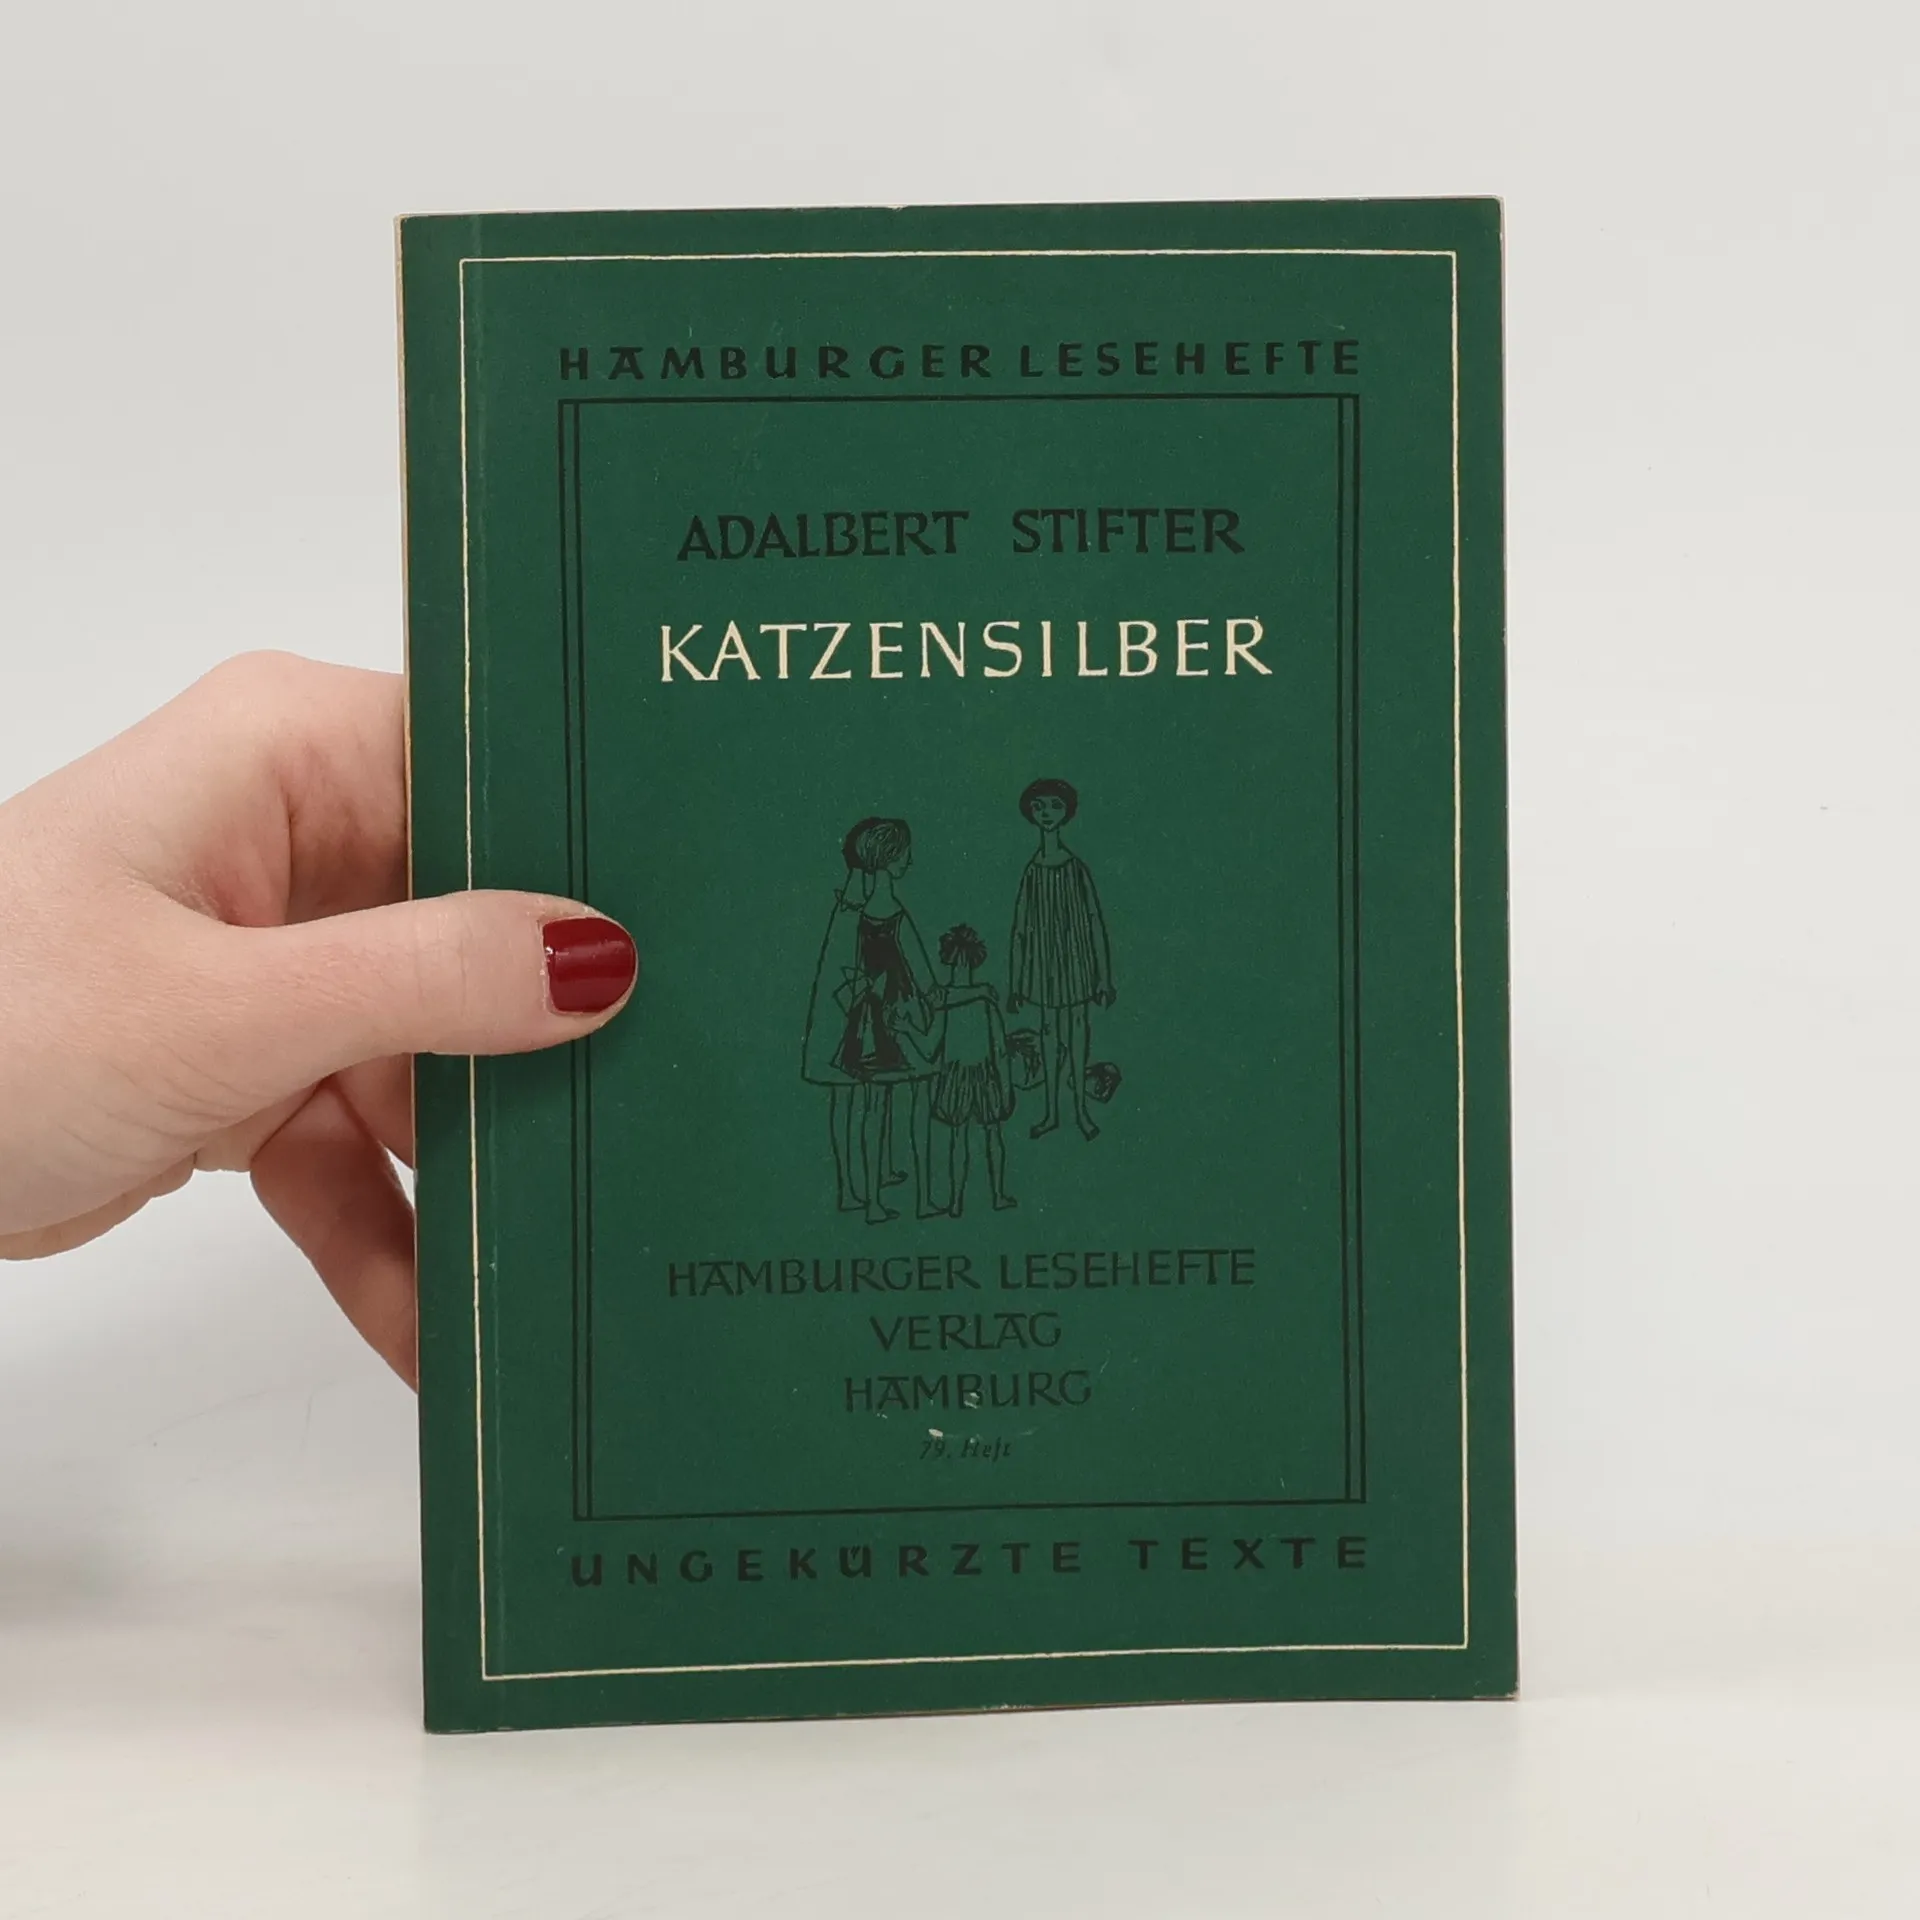 HAMBURGER LESEHEFTE
ADALBERT STIFTER
KATZENSILBER
HAMBURGER LESEHEFTE
VERLAG
HAMBURG
79. Heft
UNGEKÜRZTE TEXTE